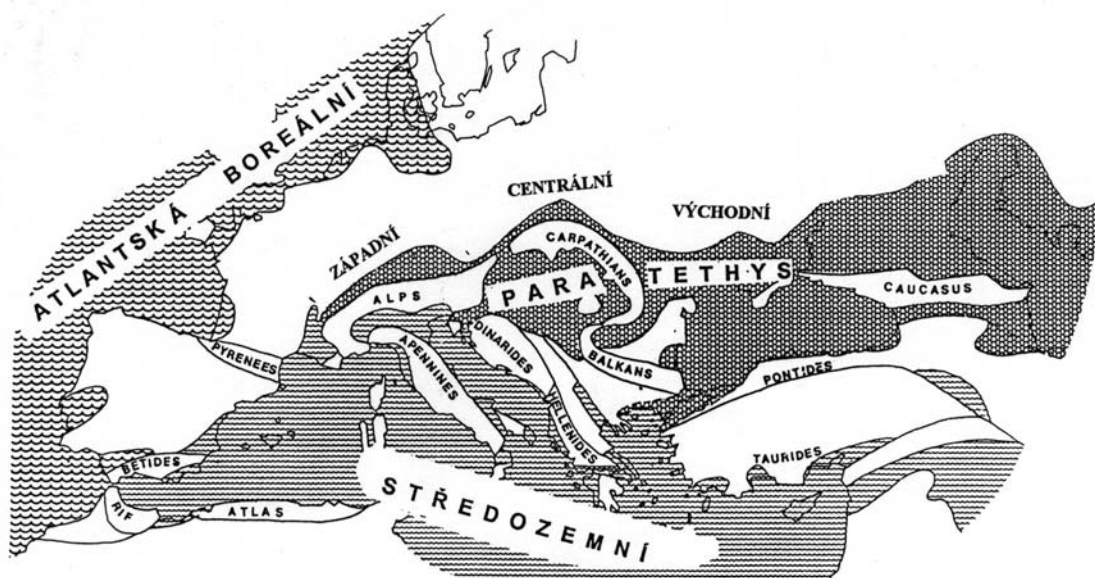 ATLANTSKÁ BOREÁLNÍ
ZÁPADNÍ
CENTRÁLNÍ
VÝCHODNÍ
CARPATHIANS
PARA TETHYS
ALPS
CAUCASUS
PYRENEES
APENNINES
DINARIDES
BALKANS
HELLENIDES
PONTIDES
BETIDES
TAURIDES
RIF
ATLAS
STŘEDOZEMNÍ